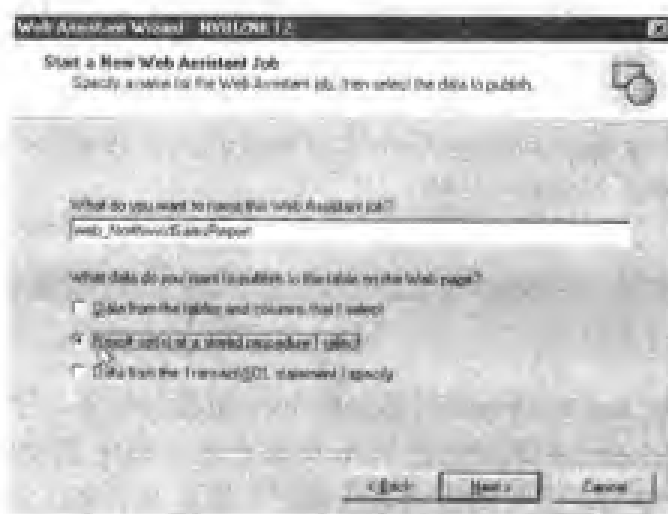 Web Assistant Wizard -
Start a New Web Assistant Job
Specify a name for the Web Assistant job, then select the data to publish.
What do you want to name this Web Assistant job?
What data do you want to publish to the table on the Web page?
Data from the tables and columns that I select
Result set(s) of a stored procedure I select
Data from the Transact-SQL statement I specify
< Back
Next >
Cancel